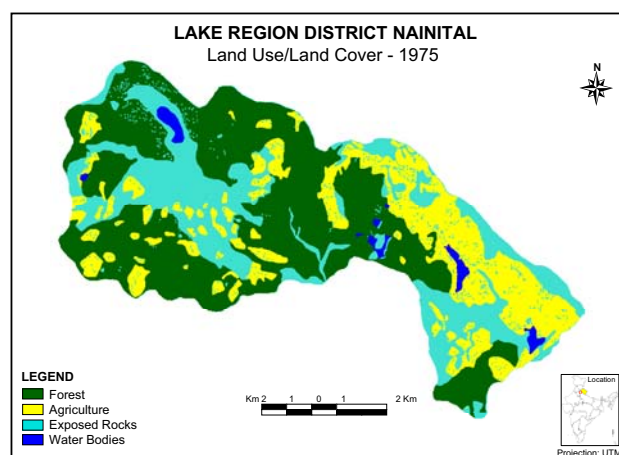 LAKE REGION DISTRICT NAINITAL
Land Use/Land Cover - 1975
N
LEGEND
Forest
Agriculture
Exposed Rocks
Water Bodies
Km 2 1 0 1 2 Km
Location
Projection: UTM